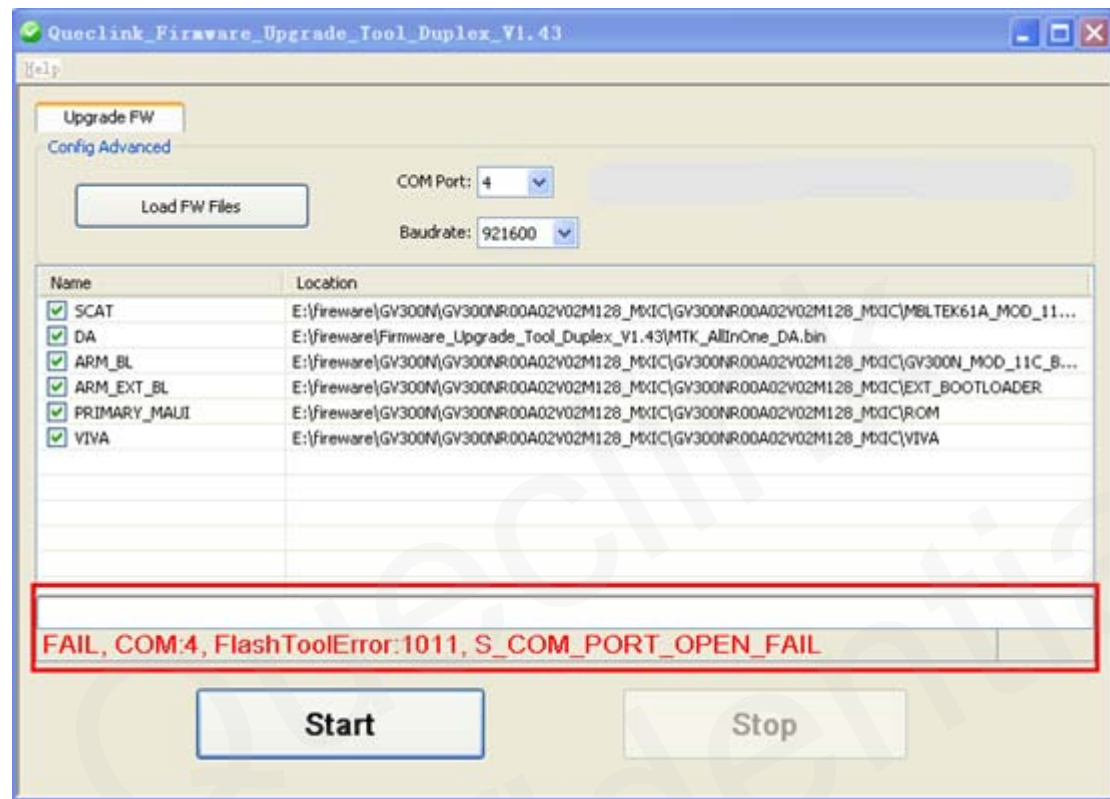 Queclink_Firmware_Upgrade_Tool_Duplex_V1.43
Help
Upgrade FW
Config Advanced
Load FW Files
COM Port: 4
Baudrate: 921600
Name Location
SCAT E:\fireware\GV300N\GV300NR00A02V02M128_MXIC\GV300NR00A02V02M128_MXIC\MBLTEK61A_MOD_11...
DA E:\fireware\Firmware_Upgrade_Tool_Duplex_V1.43\MTK_AllInOne_DA.bin
ARM_BL E:\fireware\GV300N\GV300NR00A02V02M128_MXIC\GV300NR00A02V02M128_MXIC\GV300N_MOD_11C_B...
ARM_EXT_BL E:\fireware\GV300N\GV300NR00A02V02M128_MXIC\GV300NR00A02V02M128_MXIC\EXT_BOOTLOADER
PRIMARY_MAUI E:\fireware\GV300N\GV300NR00A02V02M128_MXIC\GV300NR00A02V02M128_MXIC\ROM
VIVA E:\fireware\GV300N\GV300NR00A02V02M128_MXIC\GV300NR00A02V02M128_MXIC\VIVA
FAIL, COM:4, FlashToolError:1011, S_COM_PORT_OPEN_FAIL
Start Stop
Queclink